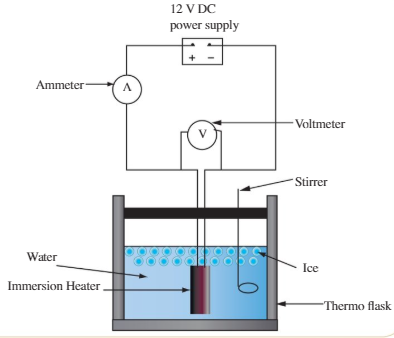 12 V DC
power supply
+ −
Ammeter
A
Voltmeter
V
Stirrer
Water
Ice
Immersion Heater
Thermo flask